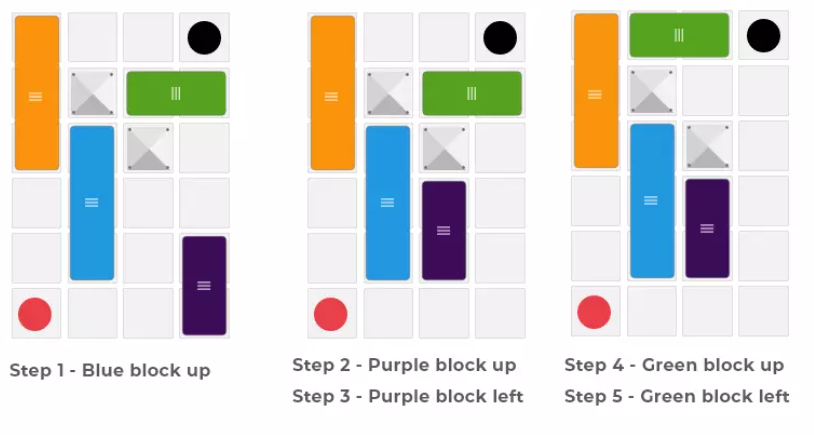 Step 1 - Blue block up
Step 2 - Purple block up
Step 3 - Purple block left
Step 4 - Green block up
Step 5 - Green block left